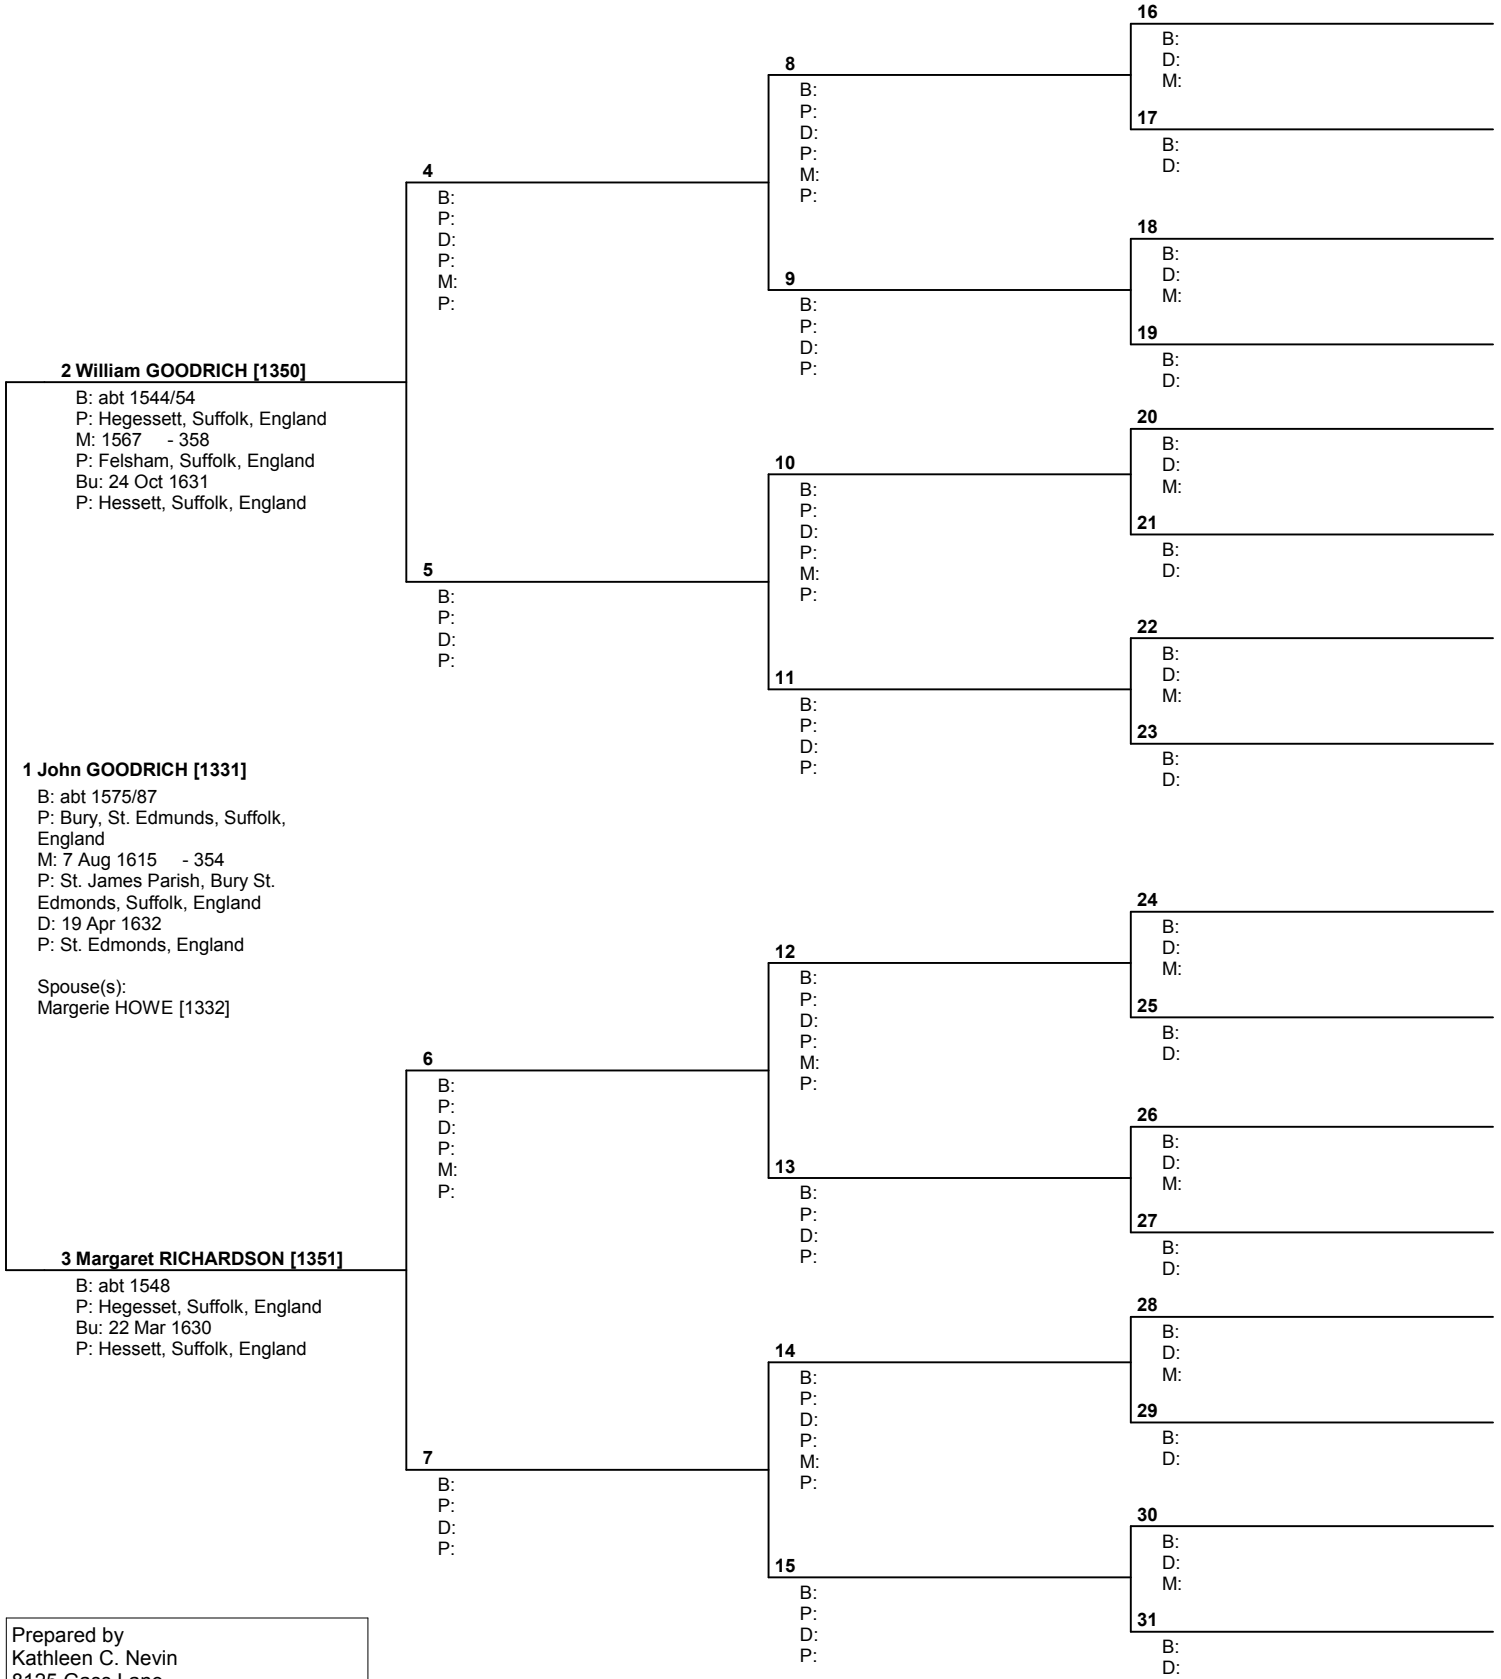 16
B:
D:
M:
8
B:
P:
D:
P:
M:
P:
17
B:
D:
4
B:
P:
D:
P:
M:
P:
18
B:
D:
M:
9
B:
P:
D:
P:
19
B:
D:
2 William GOODRICH [1350]
B: abt 1544/54
P: Hegessett, Suffolk, England
M: 1567 - 358
P: Felsham, Suffolk, England
Bu: 24 Oct 1631
P: Hessett, Suffolk, England
20
B:
D:
M:
10
B:
P:
D:
P:
M:
P:
21
B:
D:
5
B:
P:
D:
P:
22
B:
D:
M:
11
B:
P:
D:
P:
23
B:
D:
1 John GOODRICH [1331]
B: abt 1575/87
P: Bury, St. Edmunds, Suffolk,
England
M: 7 Aug 1615 - 354
P: St. James Parish, Bury St.
Edmonds, Suffolk, England
D: 19 Apr 1632
P: St. Edmonds, England
Spouse(s):
Margerie HOWE [1332]
24
B:
D:
M:
12
B:
P:
D:
P:
M:
P:
25
B:
D:
6
B:
P:
D:
P:
M:
P:
26
B:
D:
M:
13
B:
P:
D:
P:
27
B:
D:
3 Margaret RICHARDSON [1351]
B: abt 1548
P: Hegesset, Suffolk, England
Bu: 22 Mar 1630
P: Hessett, Suffolk, England
28
B:
D:
M:
14
B:
P:
D:
P:
M:
P:
29
B:
D:
7
B:
P:
D:
P:
30
B:
D:
M:
15
B:
P:
D:
P:
31
B:
D:
Prepared by
Kathleen C. Nevin
8125 Gass Lane